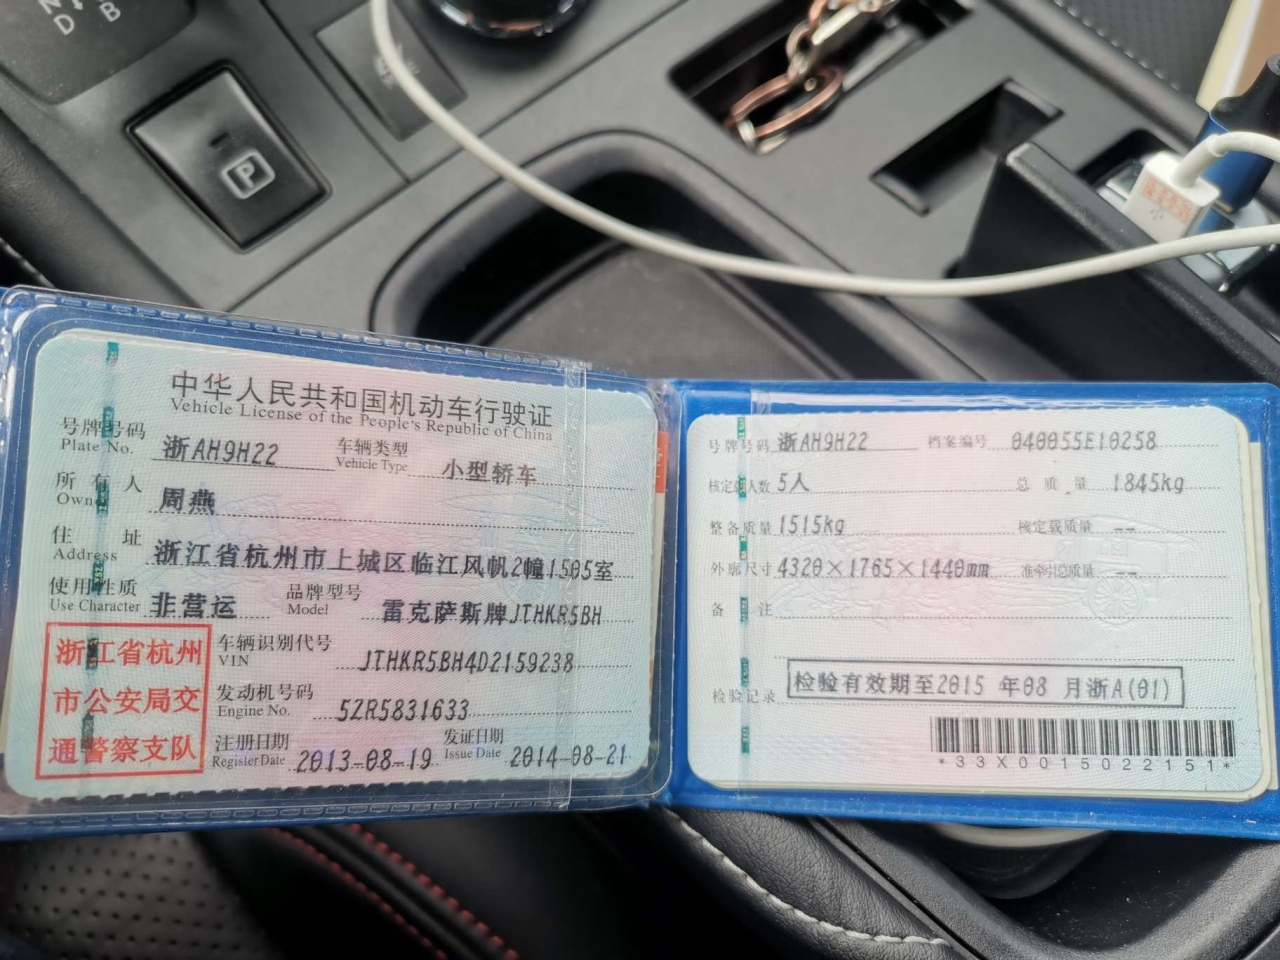 D B
P
中华人民共和国机动车行驶证
Vehicle License of the People's Republic of China
号牌号码 浙AH9H22 车辆类型 小型轿车
Plate No. Vehicle Type
所有人 周燕
Owner
住址 浙江省杭州市上城区临江风帆2幢1505室
Address
使用性质 非营运 品牌型号 雷克萨斯牌JTHKR5BH
Use Character Model
浙江省杭州
市公安局交
通警察支队
车辆识别代号 JTHKR5BH4D2159238
VIN
发动机号码 5ZR5831633
Engine No.
注册日期 2013-08-19 发证日期 2014-08-21
Register Date Issue Date
号牌号码 浙AH9H22 档案编号 040055E10258
核定载人数 5人 总质量 1845kg
整备质量 1515kg 核定载质量 --
外廓尺寸 4320×1765×1440mm 准牵引总质量 --
备注
检验记录 检验有效期至2015 年08 月浙A(01)
*33X0015022151*